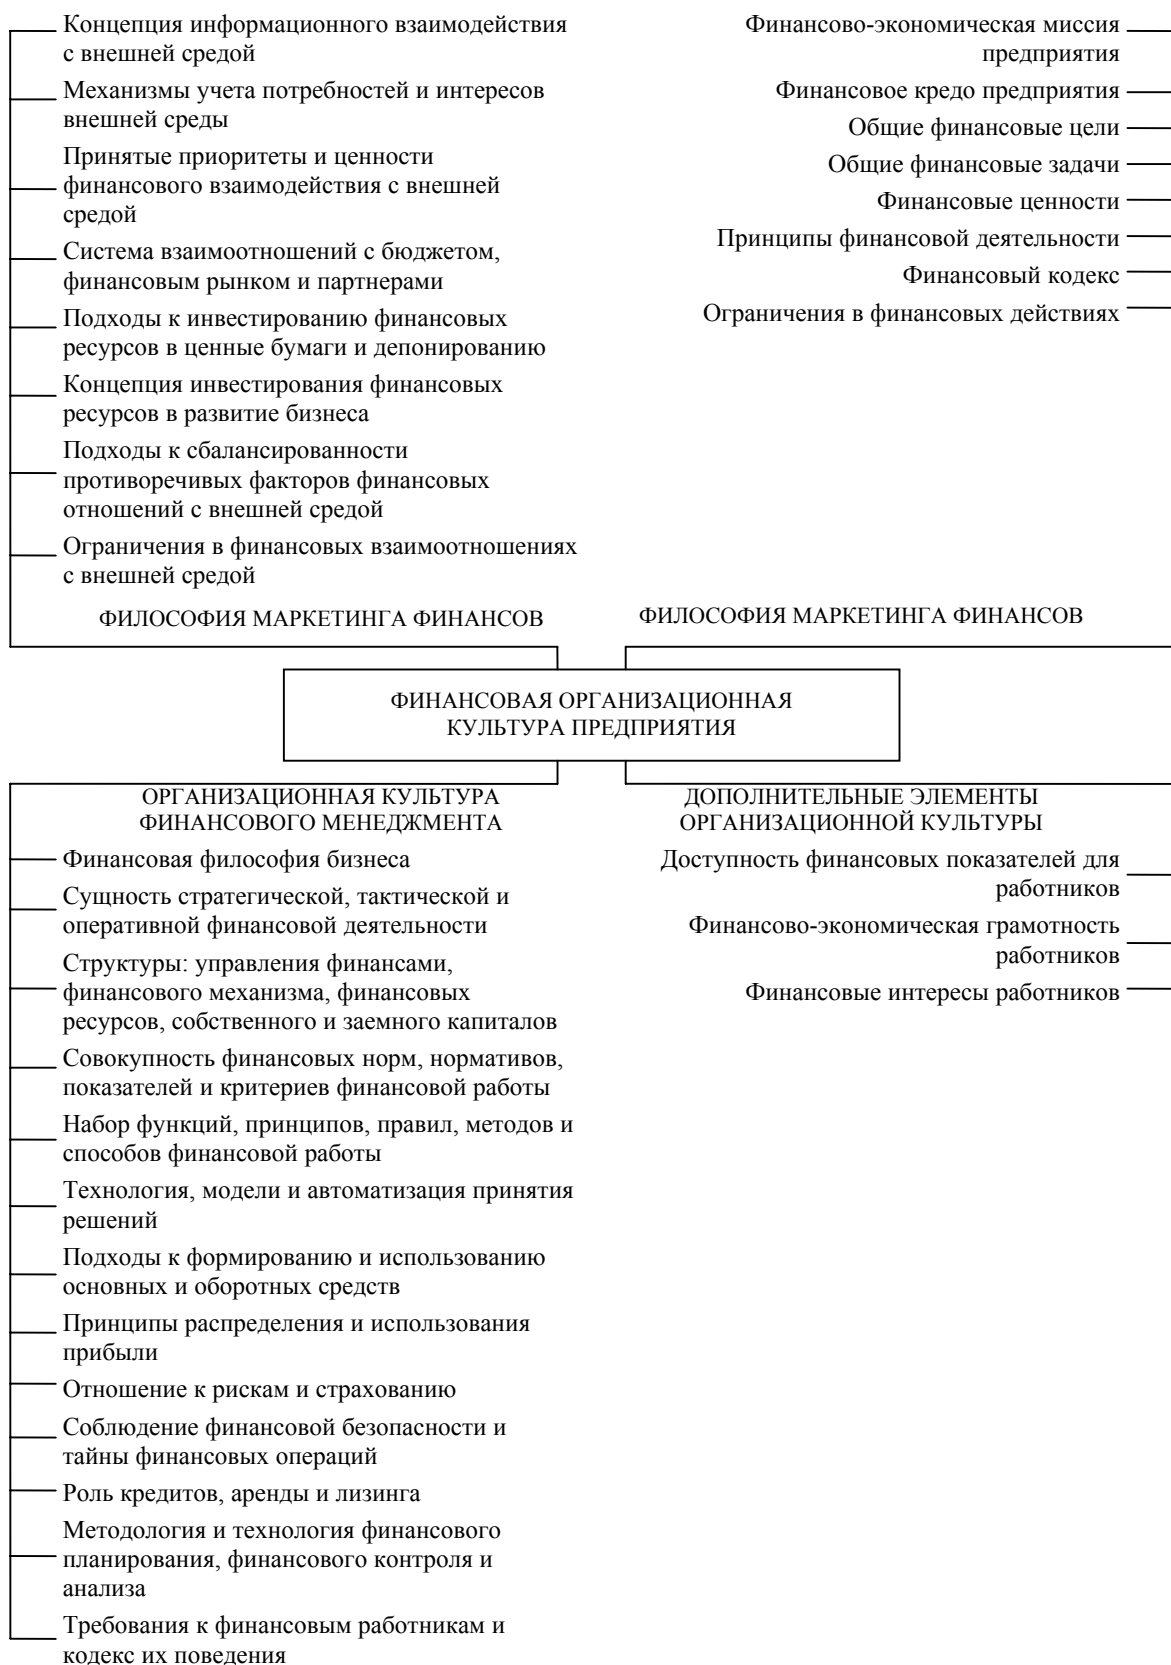 Концепция информационного взаимодействия
с внешней средой
Механизмы учета потребностей и интересов
внешней среды
Принятые приоритеты и ценности
финансового взаимодействия с внешней
средой
Система взаимоотношений с бюджетом,
финансовым рынком и партнерами
Подходы к инвестированию финансовых
ресурсов в ценные бумаги и депонированию
Концепция инвестирования финансовых
ресурсов в развитие бизнеса
Подходы к сбалансированности
противоречивых факторов финансовых
отношений с внешней средой
Ограничения в финансовых взаимоотношениях
с внешней средой
ФИЛОСОФИЯ МАРКЕТИНГА ФИНАНСОВ
Финансово-экономическая миссия
предприятия
Финансовое кредо предприятия
Общие финансовые цели
Общие финансовые задачи
Финансовые ценности
Принципы финансовой деятельности
Финансовый кодекс
Ограничения в финансовых действиях
ФИЛОСОФИЯ МАРКЕТИНГА ФИНАНСОВ
ФИНАНСОВАЯ ОРГАНИЗАЦИОННАЯ
КУЛЬТУРА ПРЕДПРИЯТИЯ
ОРГАНИЗАЦИОННАЯ КУЛЬТУРА
ФИНАНСОВОГО МЕНЕДЖМЕНТА
Финансовая философия бизнеса
Сущность стратегической, тактической и
оперативной финансовой деятельности
Структуры: управления финансами,
финансового механизма, финансовых
ресурсов, собственного и заемного капиталов
Совокупность финансовых норм, нормативов,
показателей и критериев финансовой работы
Набор функций, принципов, правил, методов и
способов финансовой работы
Технология, модели и автоматизация принятия
решений
Подходы к формированию и использованию
основных и оборотных средств
Принципы распределения и использования
прибыли
Отношение к рискам и страхованию
Соблюдение финансовой безопасности и
тайны финансовых операций
Роль кредитов, аренды и лизинга
Методология и технология финансового
планирования, финансового контроля и
анализа
Требования к финансовым работникам и
кодекс их поведения
ДОПОЛНИТЕЛЬНЫЕ ЭЛЕМЕНТЫ
ОРГАНИЗАЦИОННОЙ КУЛЬТУРЫ
Доступность финансовых показателей для
работников
Финансово-экономическая грамотность
работников
Финансовые интересы работников